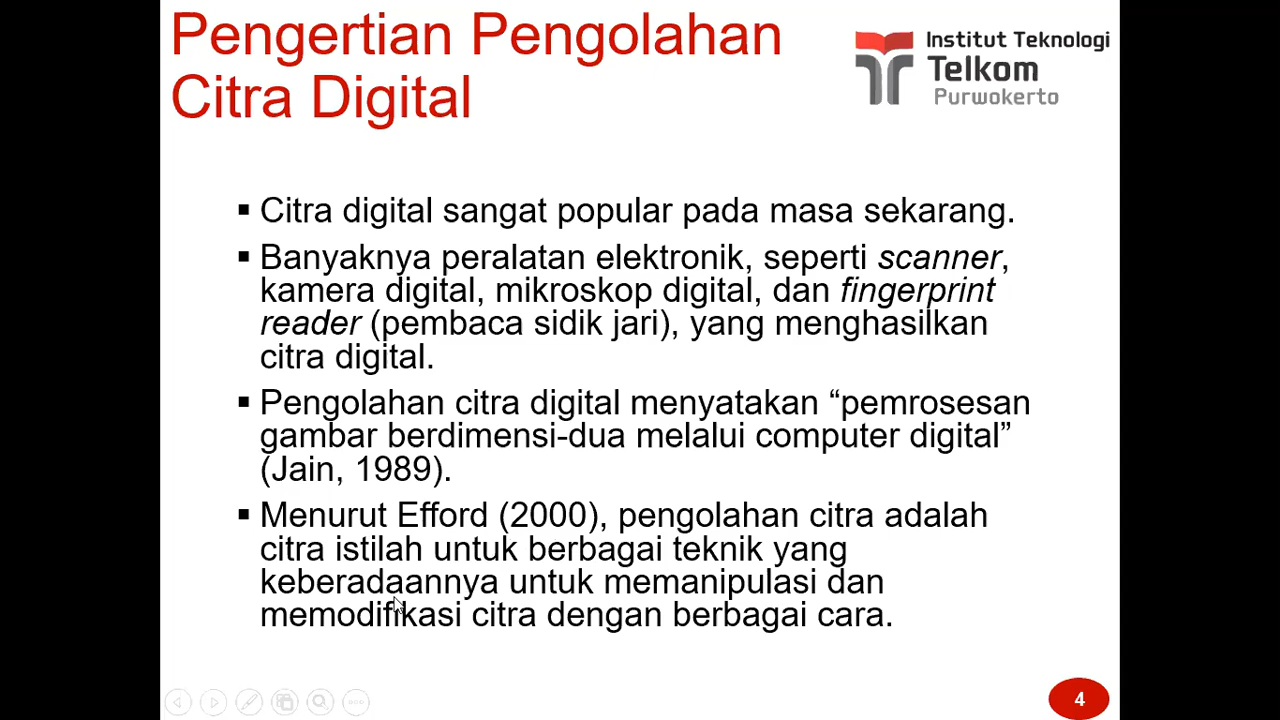 Pengertian Pengolahan
Citra Digital
Institut Teknologi
Telkom
Purwokerto
▪ Citra digital sangat popular pada masa sekarang.
▪ Banyaknya peralatan elektronik, seperti scanner,
kamera digital, mikroskop digital, dan fingerprint
reader (pembaca sidik jari), yang menghasilkan
citra digital.
▪ Pengolahan citra digital menyatakan “pemrosesan
gambar berdimensi-dua melalui computer digital”
(Jain, 1989).
▪ Menurut Efford (2000), pengolahan citra adalah
citra istilah untuk berbagai teknik yang
keberadaannya untuk memanipulasi dan
memodifikasi citra dengan berbagai cara.
4